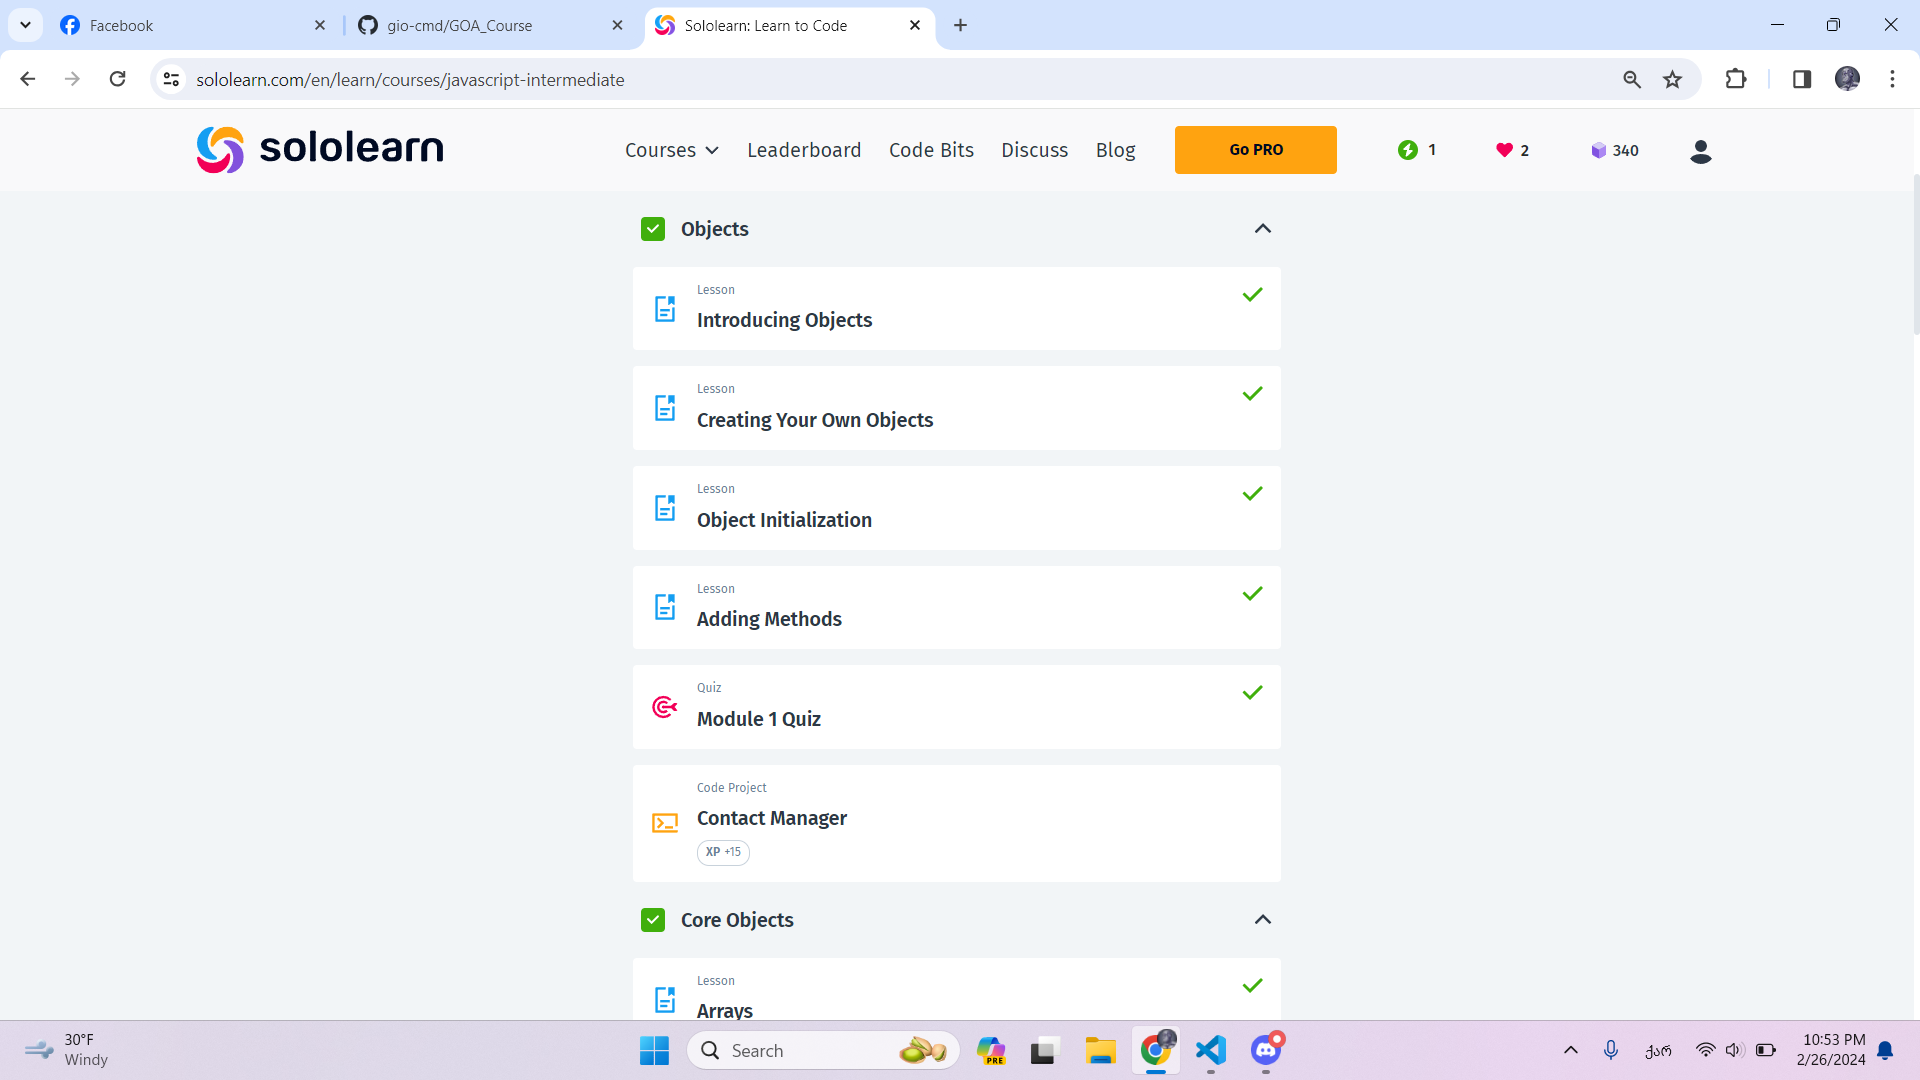 Facebook
gio-cmd/GOA_Course
Sololearn: Learn to Code
sololearn.com/en/learn/courses/javascript-intermediate
sololearn
Courses
Leaderboard
Code Bits
Discuss
Blog
Go PRO
1
2
340
Objects
Lesson
Introducing Objects
Lesson
Creating Your Own Objects
Lesson
Object Initialization
Lesson
Adding Methods
Quiz
Module 1 Quiz
Code Project
Contact Manager
XP +15
Core Objects
Lesson
Arrays
30°F
Windy
Search
PRE
ქარ
10:53 PM
2/26/2024